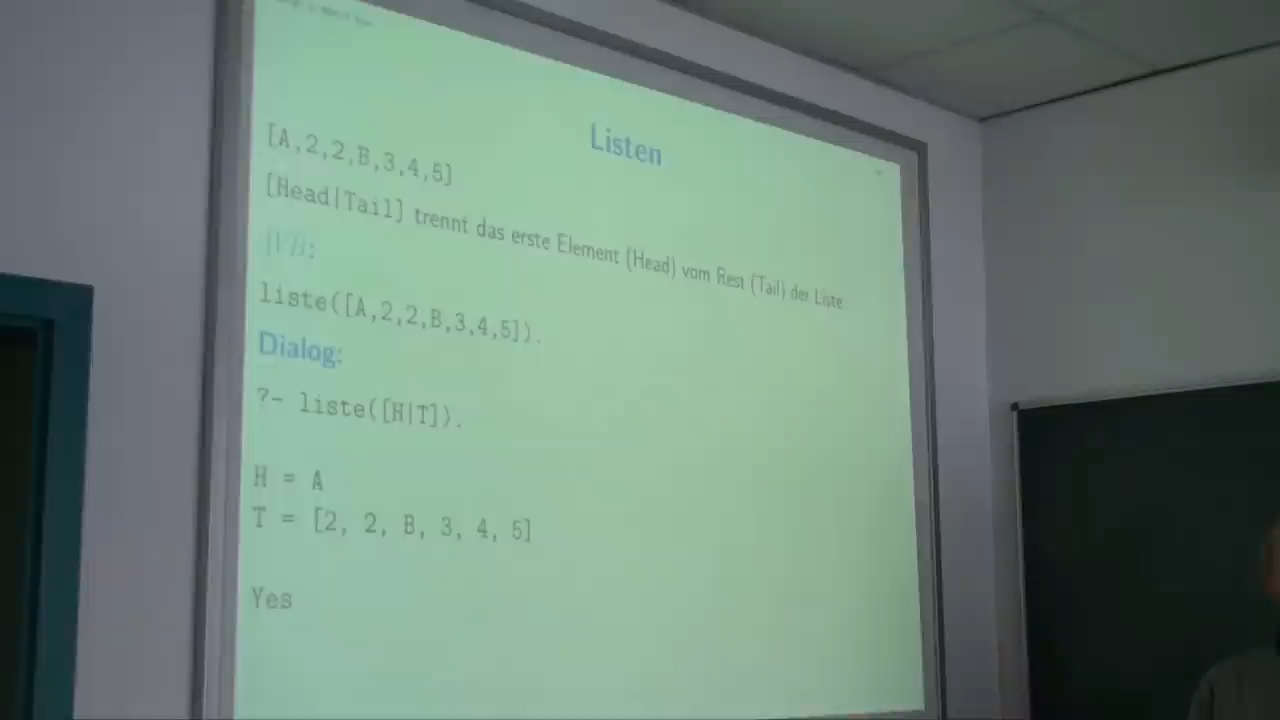 Listen
[A,2,2,B,3,4,5]
[Head|Tail] trennt das erste Element (Head) vom Rest (Tail) der Liste
liste([A,2,2,B,3,4,5]).
Dialog:
?- liste([H|T]).
H = A
T = [2, 2, B, 3, 4, 5]
Yes